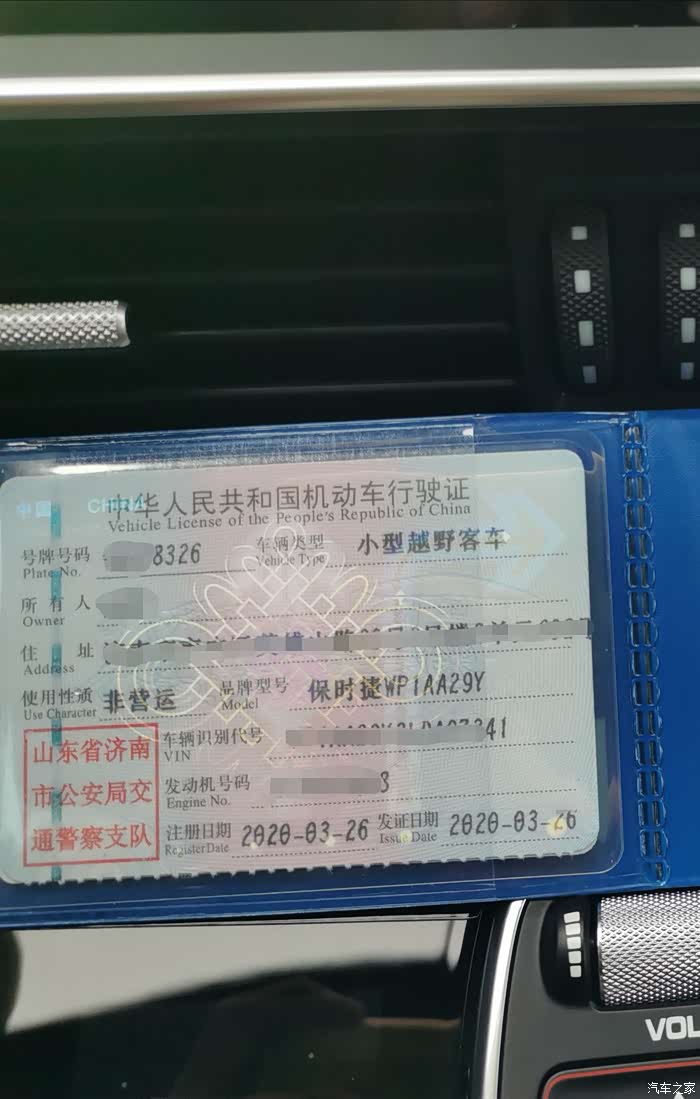 中国 CHINA
中华人民共和国机动车行驶证
Vehicle License of the People's Republic of China
号牌号码 8326 车辆类型 小型越野客车
Plate No. Vehicle Type
所有人
Owner
住址
Address
使用性质 非营运 品牌型号 保时捷WP1AA29Y
Use Character Model
山东省济南
市公安局交
通警察支队
车辆识别代号 41
VIN
发动机号码 8
Engine No.
注册日期 2020-03-26 发证日期 2020-03-26
Register Date Issue Date
VOL
汽车之家